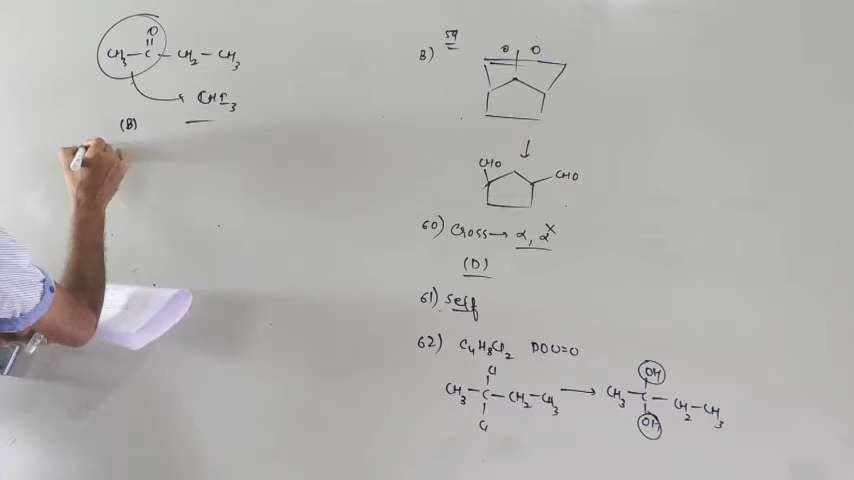 O
||
CH3 — C — CH2 — CH3
CHI3
(B)
59
B)
O O
↓
CHO
CHO
60) Cross → α, α x
(D)
61) Self
62) C4H8Cl2 DOU=0
Cl
CH3 — C — CH2 — CH3 → CH3 — C — CH2 — CH3
Cl
OH
OH